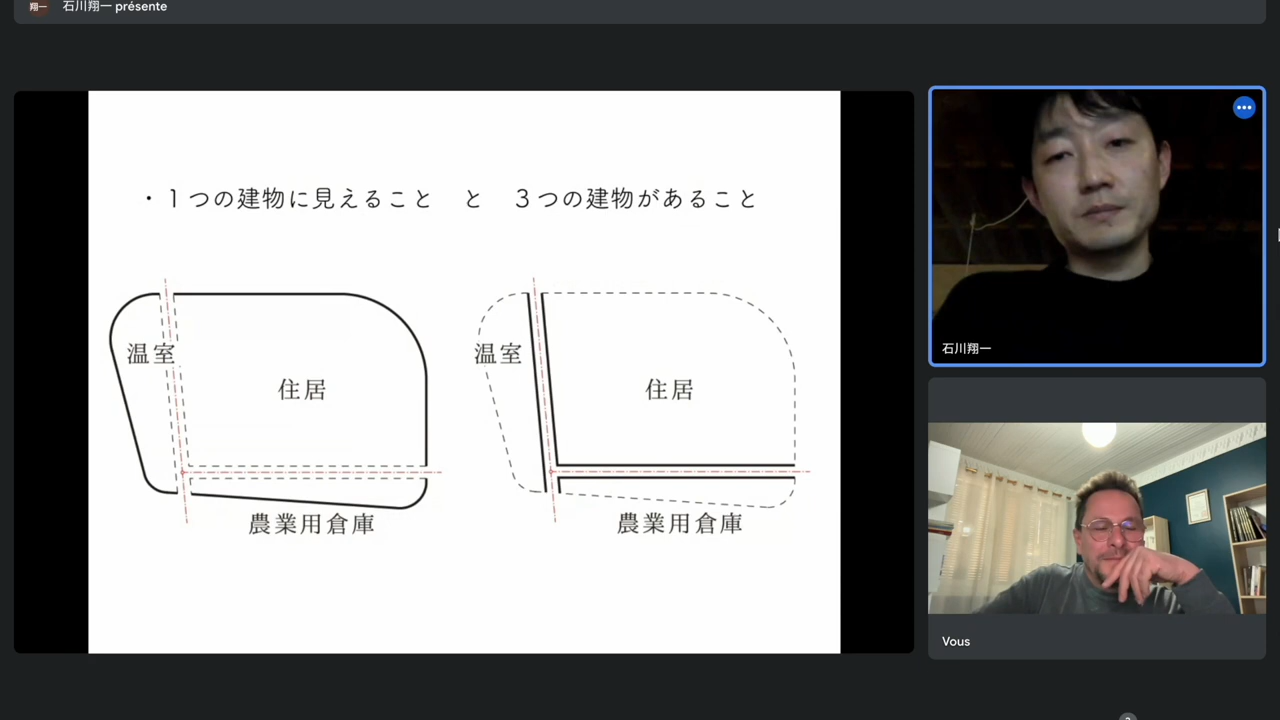 翔一 石川翔一 présente
・１つの建物に見えること　と　３つの建物があること
温室
住居
農業用倉庫
温室
住居
農業用倉庫
石川翔一
Vous